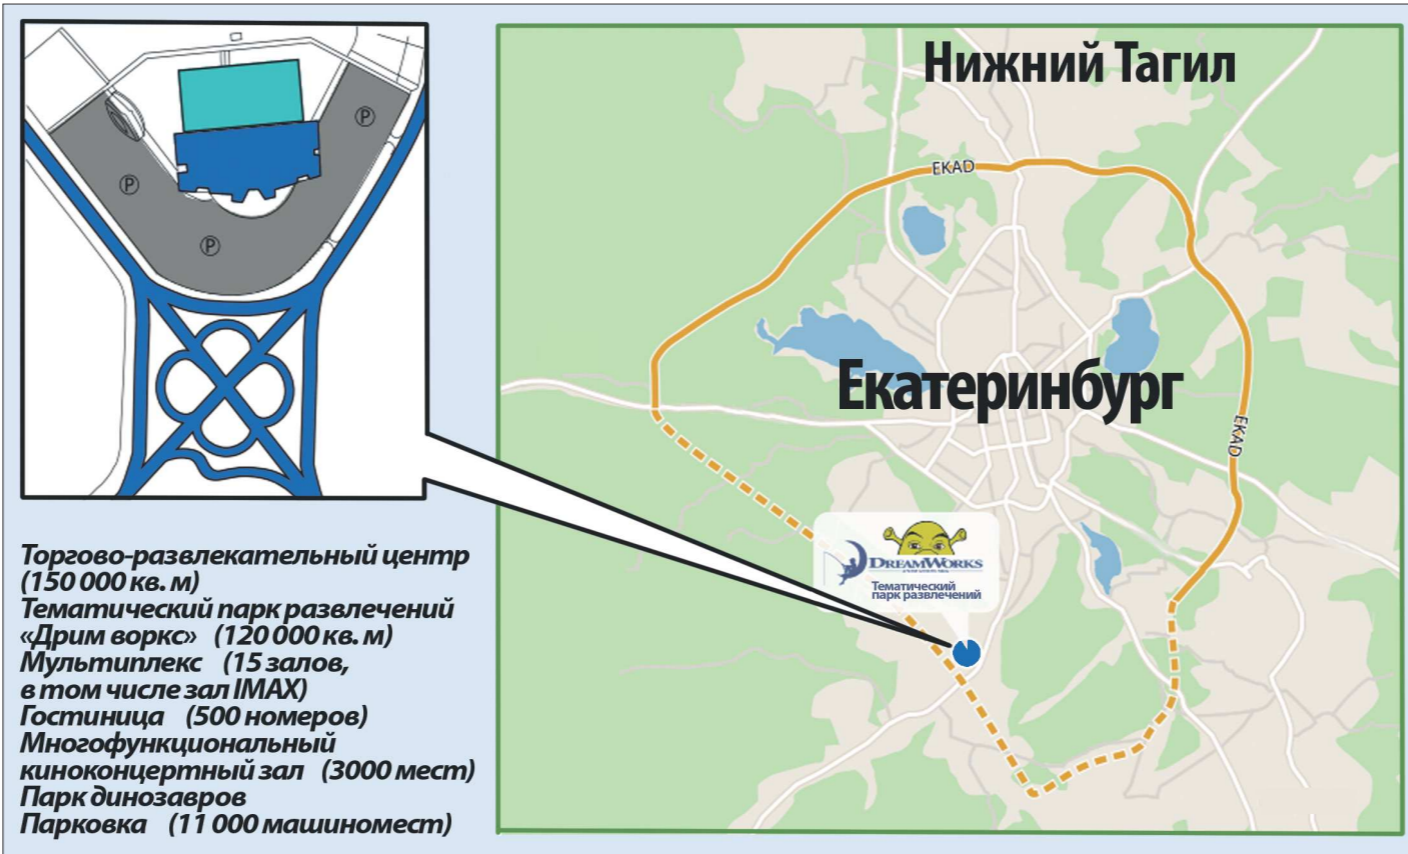 Нижний Тагил
EKAD
Екатеринбург
EKAD
DREAMWORKS
Тематический
парк развлечений
P
P
P
Торгово-развлекательный центр
(150 000 кв. м)
Тематический парк развлечений
«Дрим воркс» (120 000 кв. м)
Мультиплекс (15 залов,
в том числе зал IMAX)
Гостиница (500 номеров)
Многофункциональный
киноконцертный зал (3000 мест)
Парк динозавров
Парковка (11 000 машиномест)